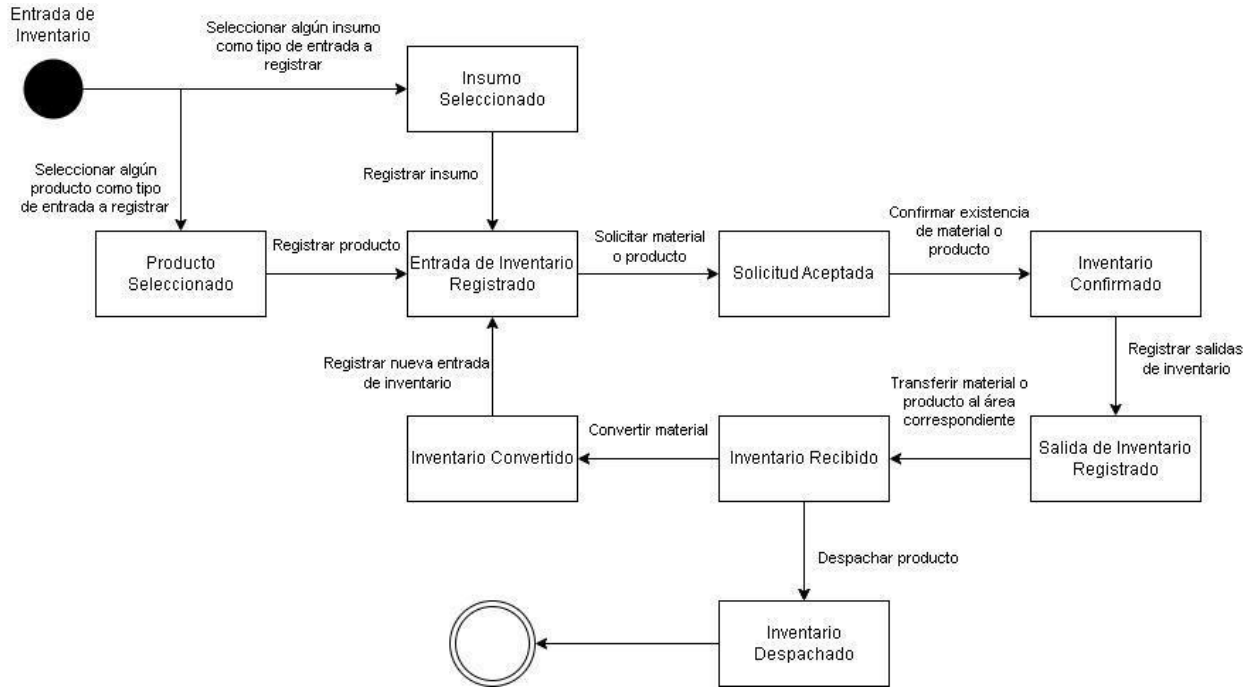 Entrada de
Inventario
Seleccionar algún insumo
como tipo de entrada a
registrar
Insumo
Seleccionado
Seleccionar algún
producto como tipo
de entrada a registrar
Registrar insumo
Producto
Seleccionado
Registrar producto
Entrada de Inventario
Registrado
Solicitar material
o producto
Solicitud Aceptada
Confirmar existencia
de material o
producto
Inventario
Confirmado
Registrar nueva entrada
de inventario
Registrar salidas
de inventario
Transferir material o
producto al área
correspondiente
Inventario Convertido
Convertir material
Inventario Recibido
Salida de Inventario
Registrado
Despachar producto
Inventario
Despachado